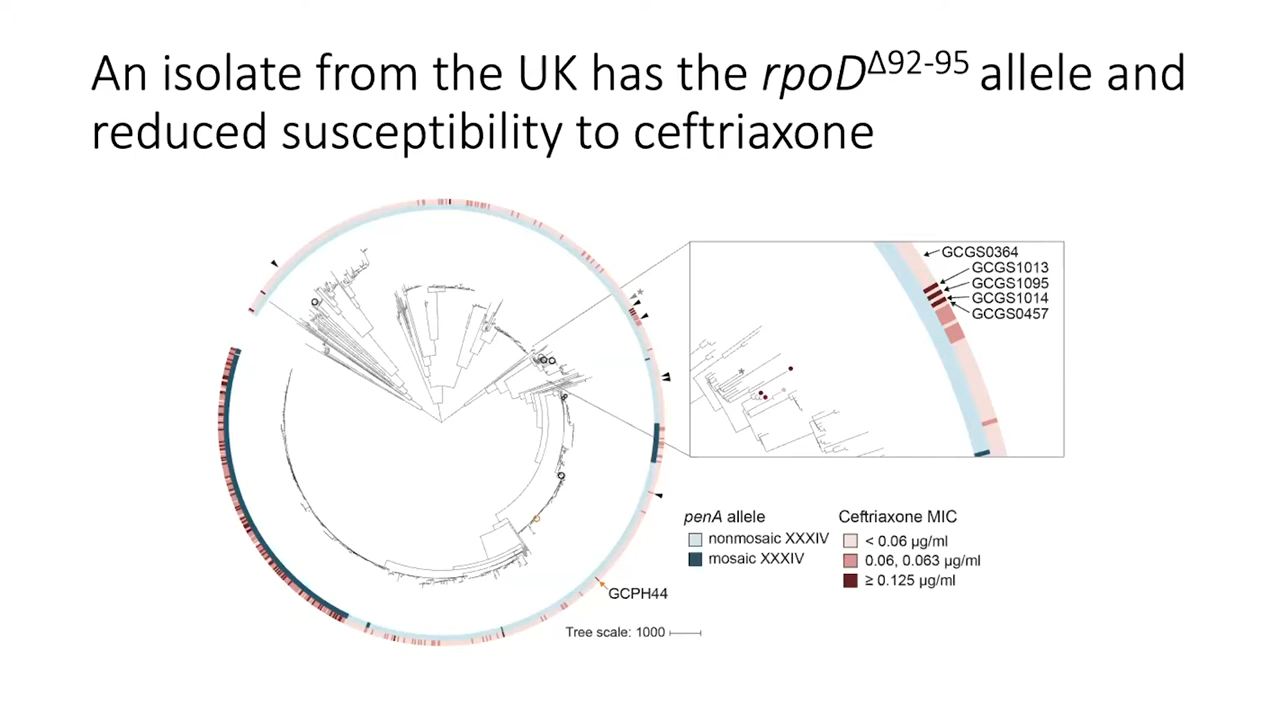 An isolate from the UK has the rpoDΔ92-95 allele and
reduced susceptibility to ceftriaxone
GCGS0364
GCGS1013
GCGS1095
GCGS1014
GCGS0457
penA allele
nonmosaic XXXIV
mosaic XXXIV
Ceftriaxone MIC
< 0.06 µg/ml
0.06, 0.063 µg/ml
≥ 0.125 µg/ml
GCPH44
Tree scale: 1000